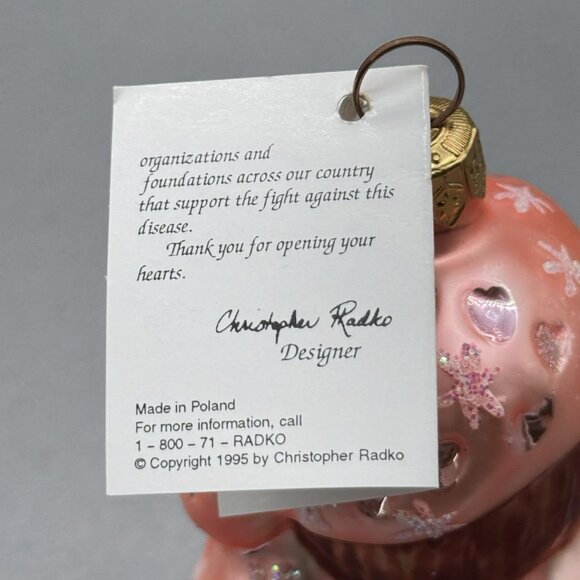 organizations and
foundations across our country
that support the fight against this
disease.
Thank you for opening your
hearts.
Christopher Radko
Designer
Made in Poland
For more information, call
1 – 800 – 71 – RADKO
© Copyright 1995 by Christopher Radko